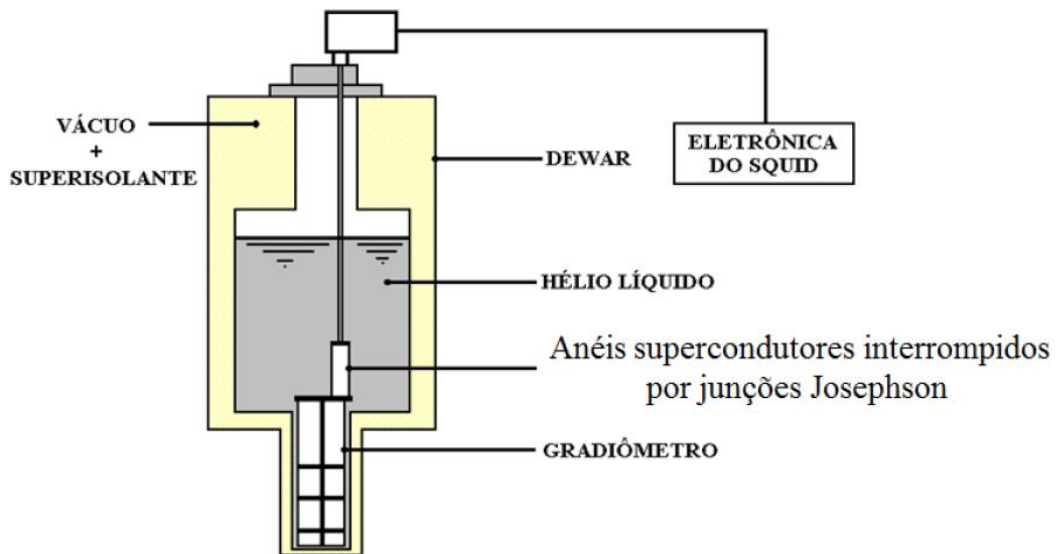 VÁCUO
+
SUPERISOLANTE
ELETRÔNICA
DO SQUID
DEWAR
HÉLIO LÍQUIDO
Anéis supercondutores interrompidos
por junções Josephson
GRADIÔMETRO